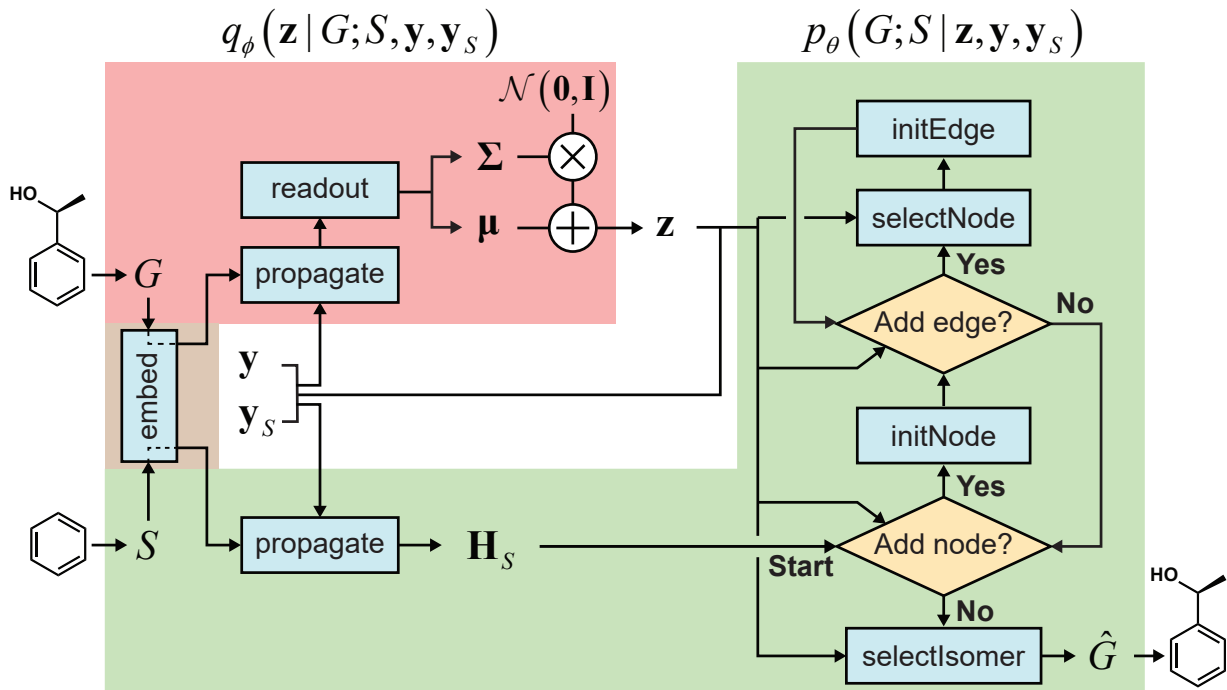 q_ϕ(𝐳 | G; S, 𝐲, 𝐲_S)
p_θ(G; S | 𝐳, 𝐲, 𝐲_S)
𝒩(𝟎, 𝐈)
initEdge
readout
𝚺
×
HO
selectNode
𝛍
+
𝐳
Yes
G
propagate
Add edge?
No
embed
𝐲
𝐲_S
initNode
Yes
S
propagate
𝐇_S
Add node?
Start
No
HO
selectIsomer
Ĝ